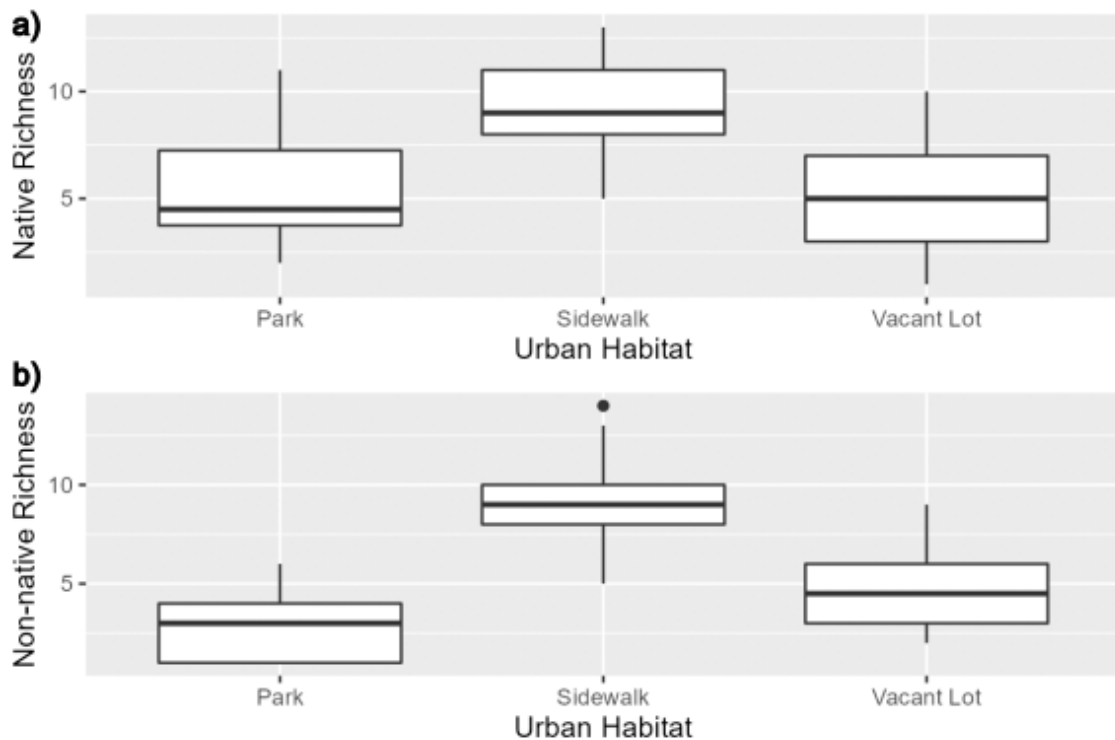 a)
Native Richness
10
5
Park Sidewalk Vacant Lot
Urban Habitat
b)
Non-native Richness
10
5
Park Sidewalk Vacant Lot
Urban Habitat